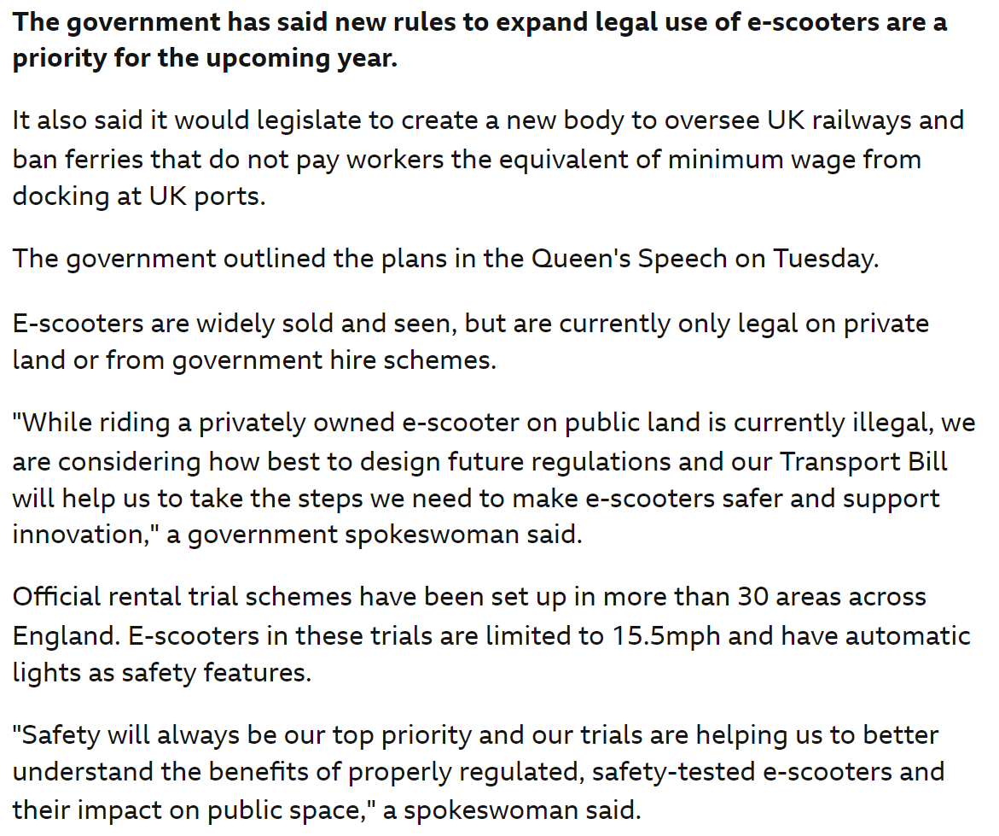 The government has said new rules to expand legal use of e-scooters are a
priority for the upcoming year.
It also said it would legislate to create a new body to oversee UK railways and
ban ferries that do not pay workers the equivalent of minimum wage from
docking at UK ports.
The government outlined the plans in the Queen's Speech on Tuesday.
E-scooters are widely sold and seen, but are currently only legal on private
land or from government hire schemes.
"While riding a privately owned e-scooter on public land is currently illegal, we
are considering how best to design future regulations and our Transport Bill
will help us to take the steps we need to make e-scooters safer and support
innovation," a government spokeswoman said.
Official rental trial schemes have been set up in more than 30 areas across
England. E-scooters in these trials are limited to 15.5mph and have automatic
lights as safety features.
"Safety will always be our top priority and our trials are helping us to better
understand the benefits of properly regulated, safety-tested e-scooters and
their impact on public space," a spokeswoman said.